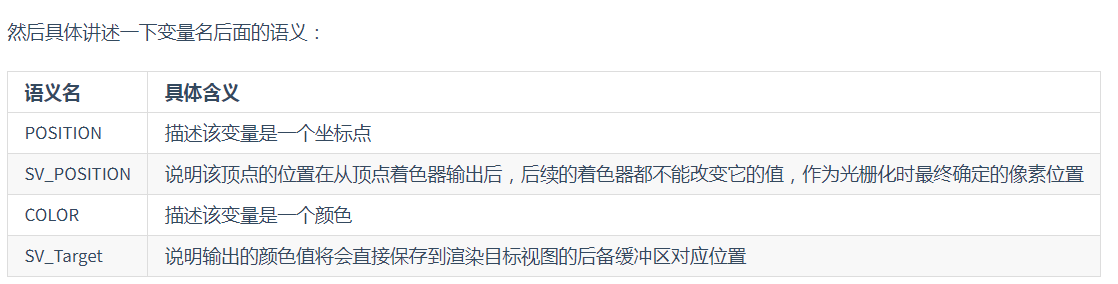 然后具体讲述一下变量名后面的语义：
语义名 具体含义
POSITION 描述该变量是一个坐标点
SV_POSITION 说明该顶点的位置在从顶点着色器输出后，后续的着色器都不能改变它的值，作为光栅化时最终确定的像素位置
COLOR 描述该变量是一个颜色
SV_Target 说明输出的颜色值将会直接保存到渲染目标视图的后备缓冲区对应位置